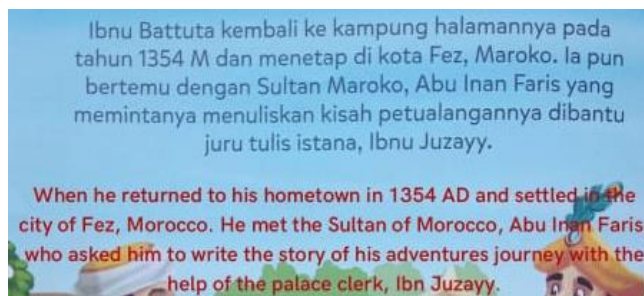 Ibnu Battuta kembali ke kampung halamannya pada
tahun 1354 M dan menetap di kota Fez, Maroko. Ia pun
bertemu dengan Sultan Maroko, Abu Inan Faris yang
memintanya menuliskan kisah petualangannya dibantu
juru tulis istana, Ibnu Juzayy.
When he returned to his hometown in 1354 AD and settled in the
city of Fez, Morocco. He met the Sultan of Morocco, Abu Inan Faris
who asked him to write the story of his adventures journey with the
help of the palace clerk, Ibn Juzayy.